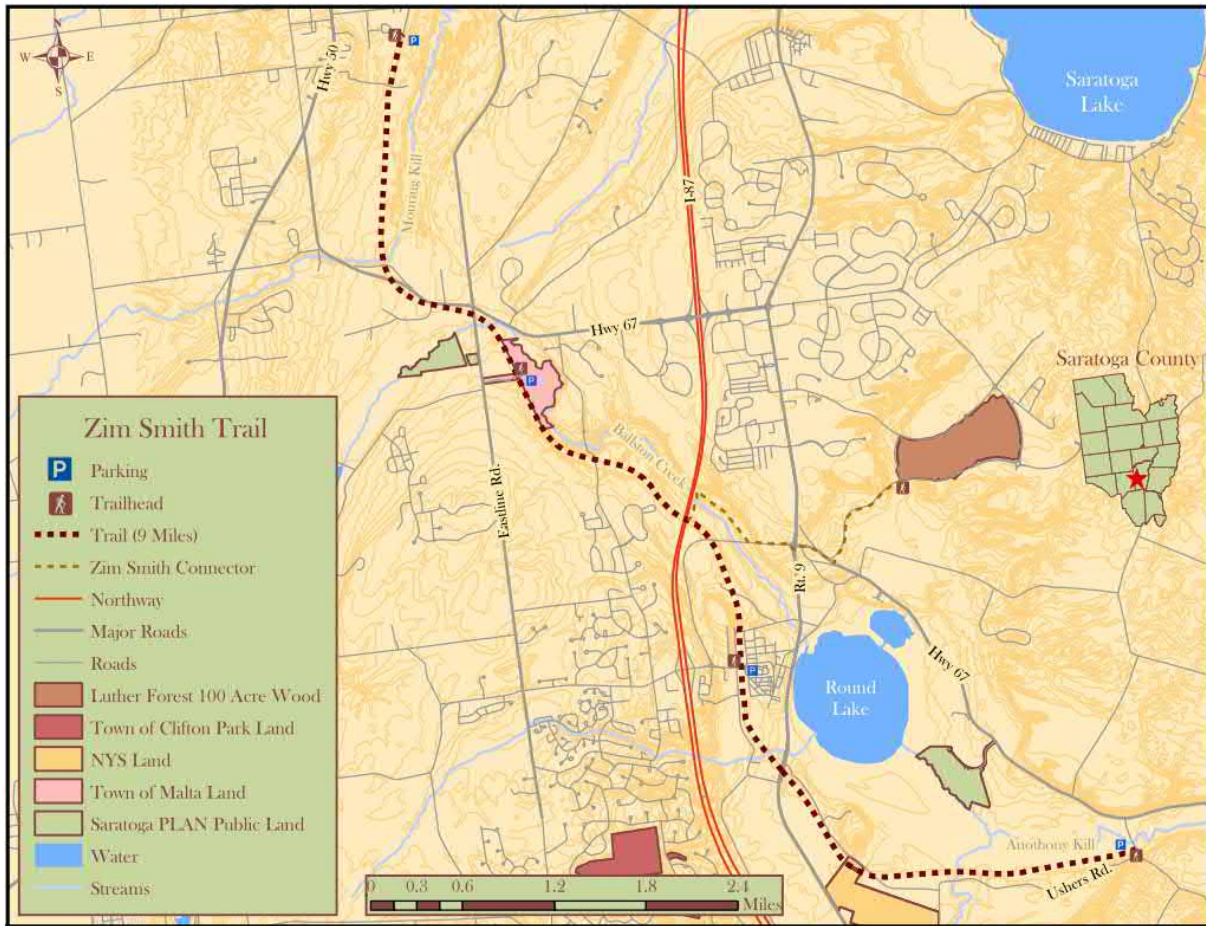 N
W
E
S
Hwy 50
P
Mourning Kill
I-87
Saratoga
Lake
Hwy 67
P
Saratoga County
Ballston Creek
Eastline Rd.
Rt. 9
Zim Smith Trail
P Parking
Trailhead
Trail (9 Miles)
Zim Smith Connector
Northway
Major Roads
Roads
Luther Forest 100 Acre Wood
Town of Clifton Park Land
NYS Land
Town of Malta Land
Saratoga PLAN Public Land
Water
Streams
P
Round
Lake
Hwy 67
Anothony Kill
P
Ushers Rd.
0 0.3 0.6 1.2 1.8 2.4
Miles